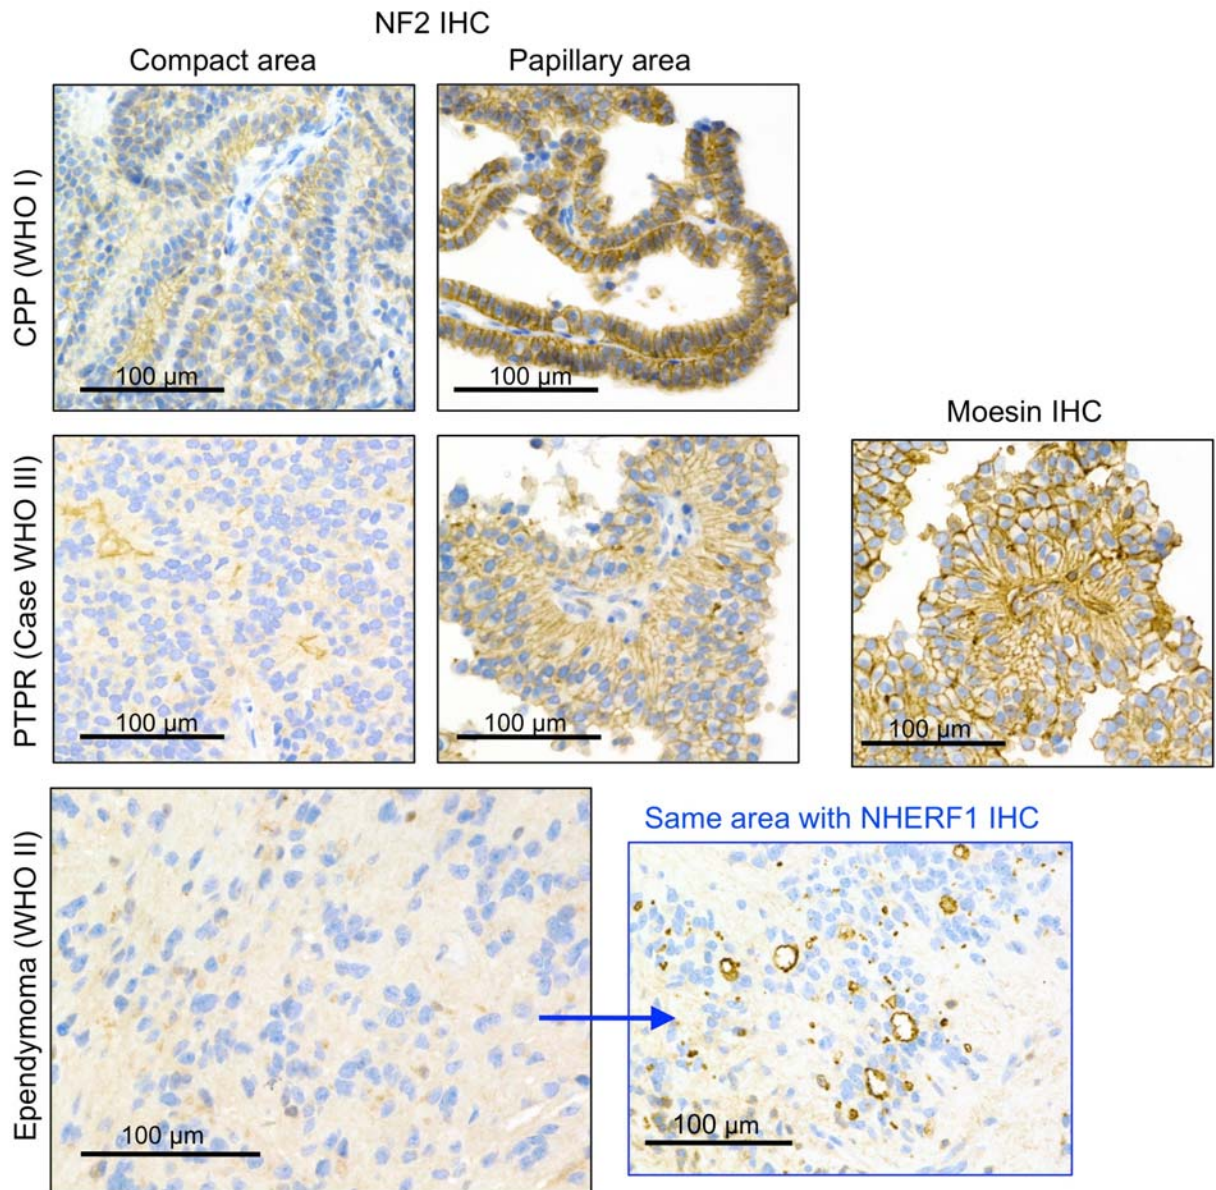 NF2 IHC
Compact area
Papillary area
CPP (WHO I)
100 µm
100 µm
Moesin IHC
PTPR (Case WHO III)
100 µm
100 µm
100 µm
Ependymoma (WHO II)
Same area with NHERF1 IHC
100 µm
100 µm